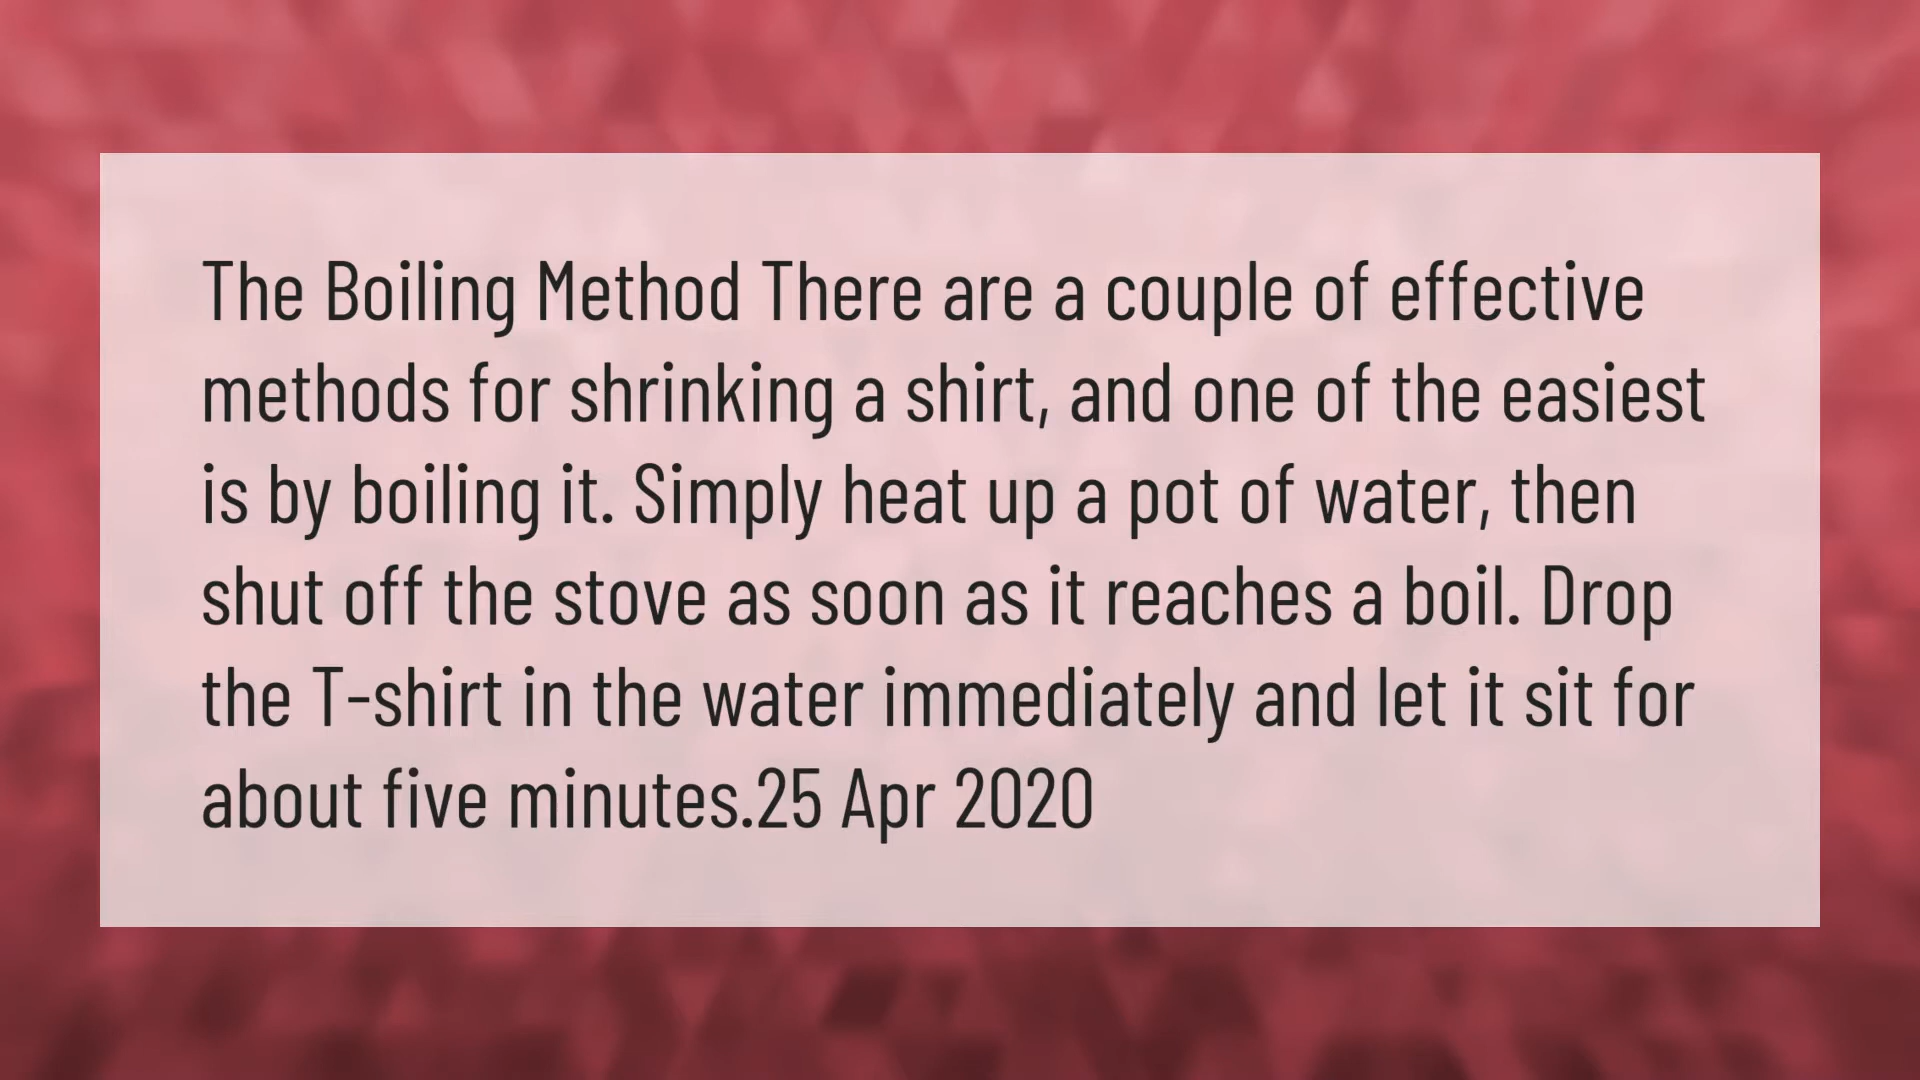 The Boiling Method There are a couple of effective
methods for shrinking a shirt, and one of the easiest
is by boiling it. Simply heat up a pot of water, then
shut off the stove as soon as it reaches a boil. Drop
the T-shirt in the water immediately and let it sit for
about five minutes.25 Apr 2020